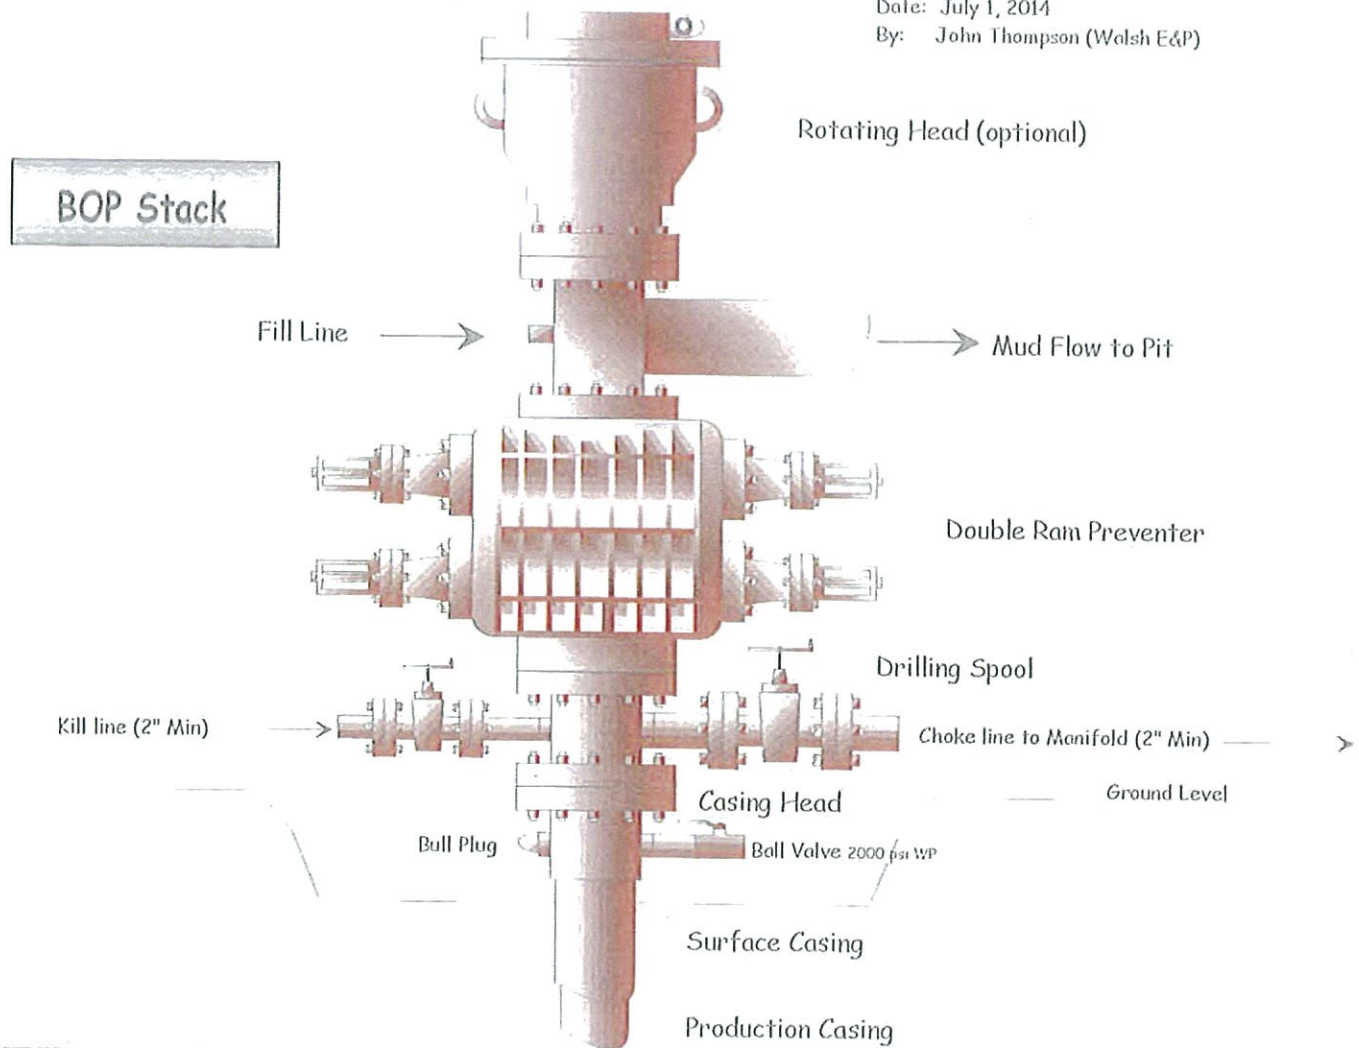 Date: July 1, 2014
By: John Thompson (Walsh E&P)
Rotating Head (optional)
BOP Stack
Fill Line
Mud Flow to Pit
Double Ram Preventer
Drilling Spool
Kill line (2" Min)
Choke line to Manifold (2" Min)
Ground Level
Casing Head
Bull Plug
Ball Valve 2000 psi WP
Surface Casing
Production Casing